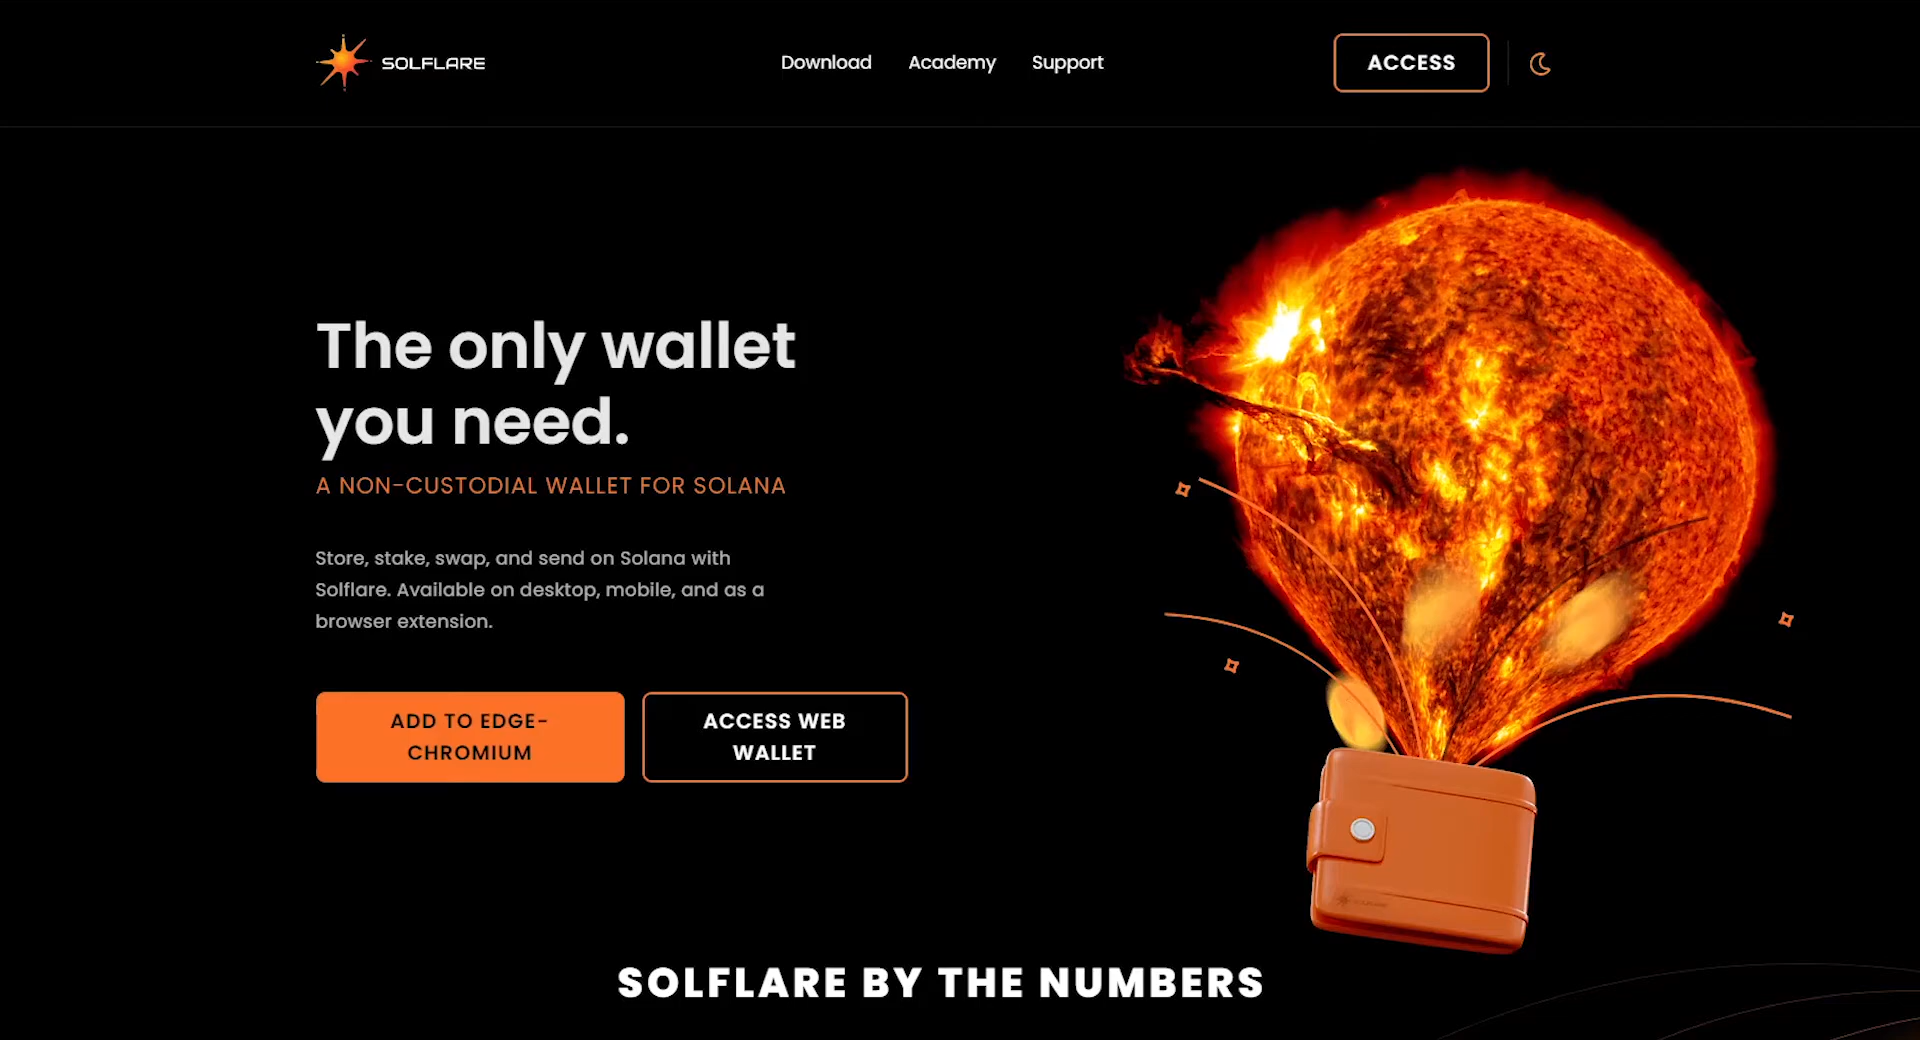 SOLFLARE
Download
Academy
Support
ACCESS
The only wallet
you need.
A NON-CUSTODIAL WALLET FOR SOLANA
Store, stake, swap, and send on Solana with
Solflare. Available on desktop, mobile, and as a
browser extension.
ADD TO EDGE-
CHROMIUM
ACCESS WEB
WALLET
SOLFLARE BY THE NUMBERS